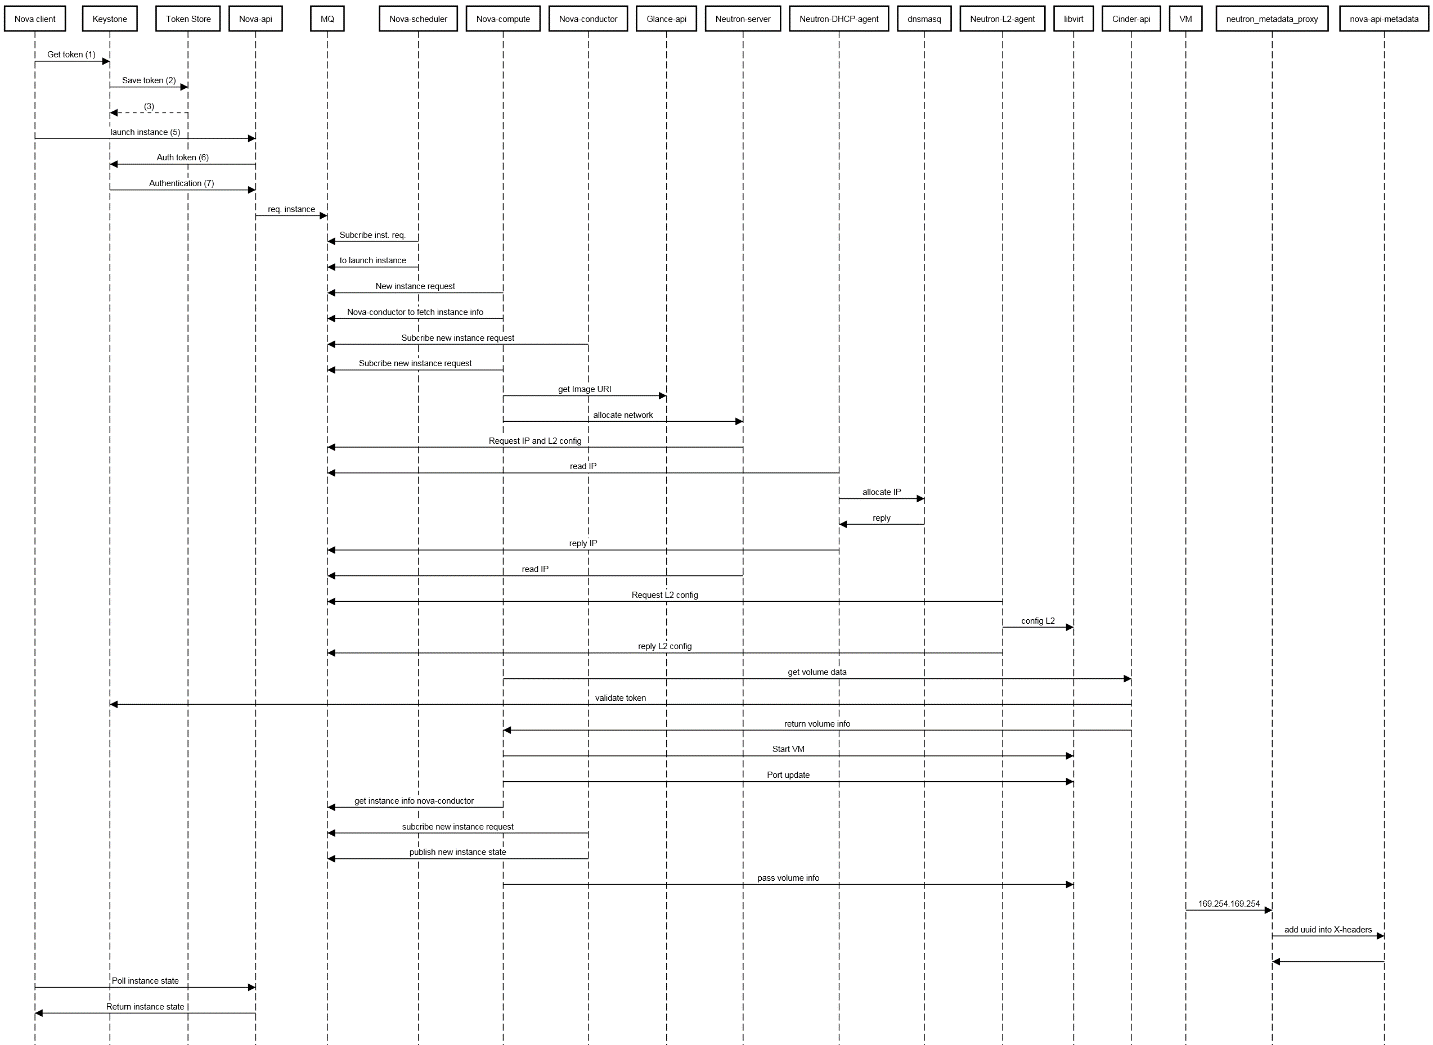 Nova client
Keystone
Token Store
Nova-api
MQ
Nova-scheduler
Nova-compute
Nova-conductor
Glance-api
Neutron-server
Neutron-DHCP-agent
dnsmasq
Neutron-L2-agent
libvirt
Cinder-api
VM
neutron_metadata_proxy
nova-api-metadata
Get token (1)
Save token (2)
(3)
launch instance (5)
Auth token (6)
Authentication (7)
req. instance
Subcribe inst. req.
to launch instance
New instance request
Nova-conductor to fetch instance info
Subcribe new instance request
Subcribe new instance request
get Image URI
allocate network
Request IP and L2 config
read IP
allocate IP
reply
reply IP
read IP
Request L2 config
config L2
reply L2 config
get volume data
validate token
return volume info
Start VM
Port update
get instance info nova-conductor
subcribe new instance request
publish new instance state
pass volume info
169.254.169.254
add uuid into X-headers
Poll instance state
Return instance state